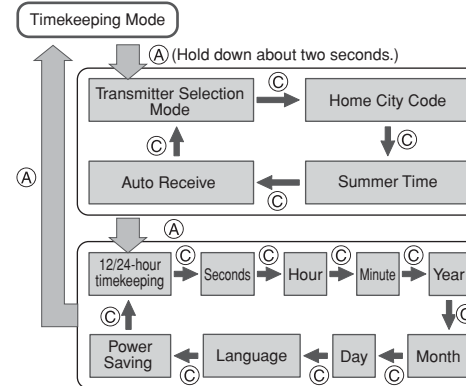 Timekeeping Mode
Ⓐ (Hold down about two seconds.)
Transmitter Selection
Mode
Ⓒ
Home City Code
Ⓒ
Ⓒ
Auto Receive
Ⓒ
Summer Time
Ⓐ
Ⓐ
12/24-hour
timekeeping
Ⓒ
Seconds
Ⓒ
Hour
Ⓒ
Minute
Ⓒ
Year
Ⓒ
Ⓒ
Power
Saving
Ⓒ
Language
Ⓒ
Day
Ⓒ
Month